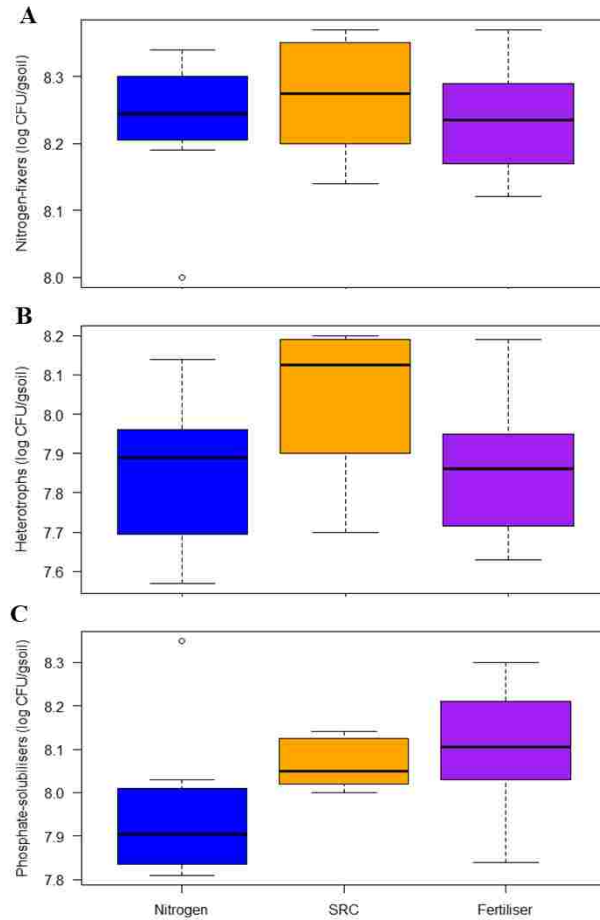 A
Nitrogen-fixers (log CFU/gsoil)
8.3
8.2
8.1
8.0
B
Heterotrophs (log CFU/gsoil)
8.2
8.1
8.0
7.9
7.8
7.7
7.6
C
Phosphate-solubilisers (log CFU/gsoil)
8.3
8.2
8.1
8.0
7.9
7.8
Nitrogen SRC Fertiliser